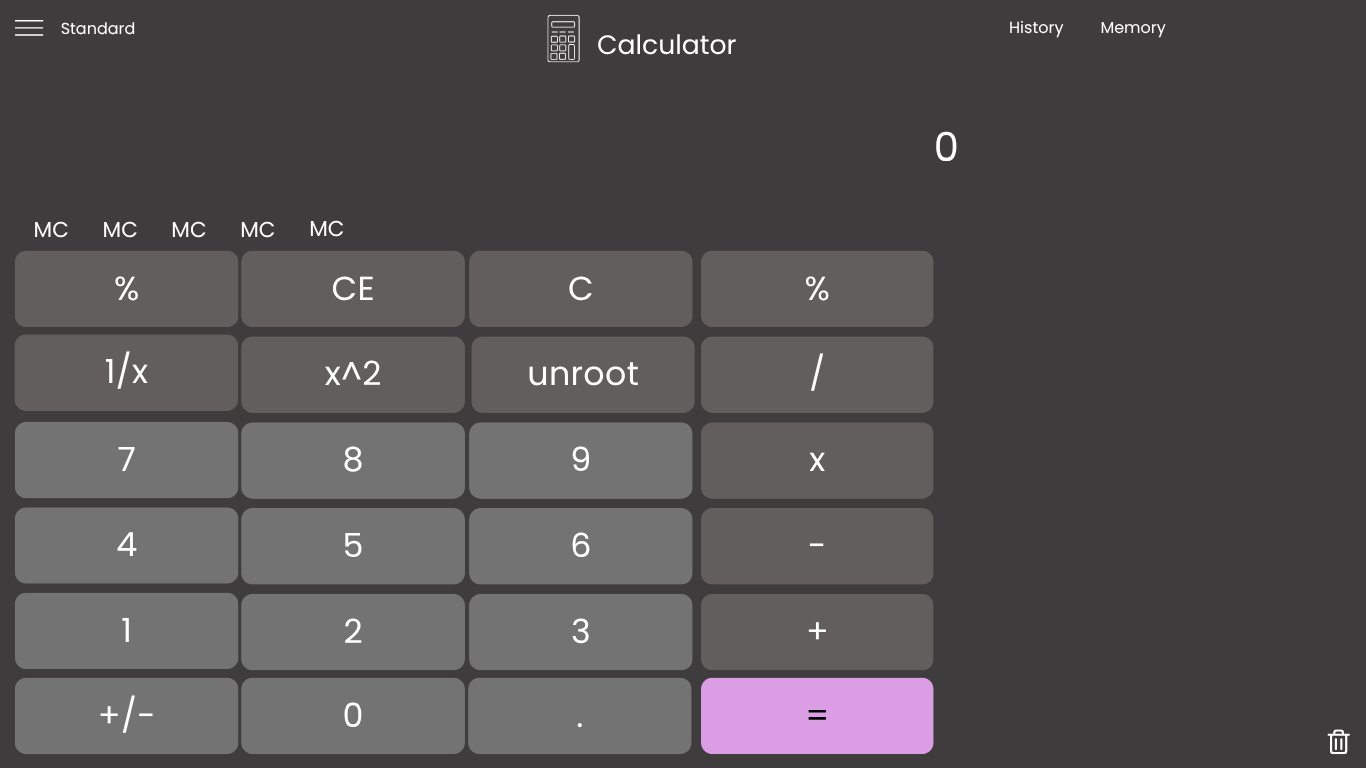 Standard
Calculator
History Memory
0
MC MC MC MC MC
% CE C %
1/x x^2 unroot /
7 8 9 x
4 5 6 -
1 2 3 +
+/- 0 . =